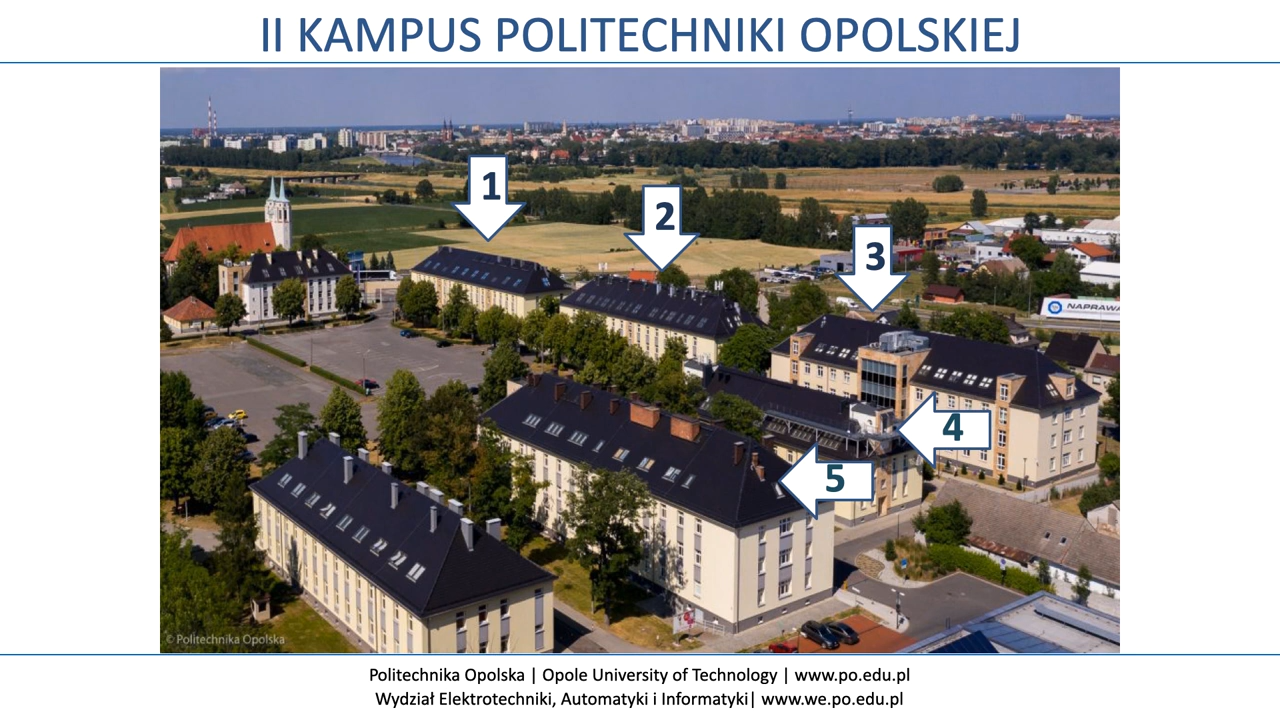 II KAMPUS POLITECHNIKI OPOLSKIEJ
1
2
3
NAPRAWA
4
5
© Politechnika Opolska
Politechnika Opolska | Opole University of Technology | www.po.edu.pl
Wydział Elektrotechniki, Automatyki i Informatyki| www.we.po.edu.pl